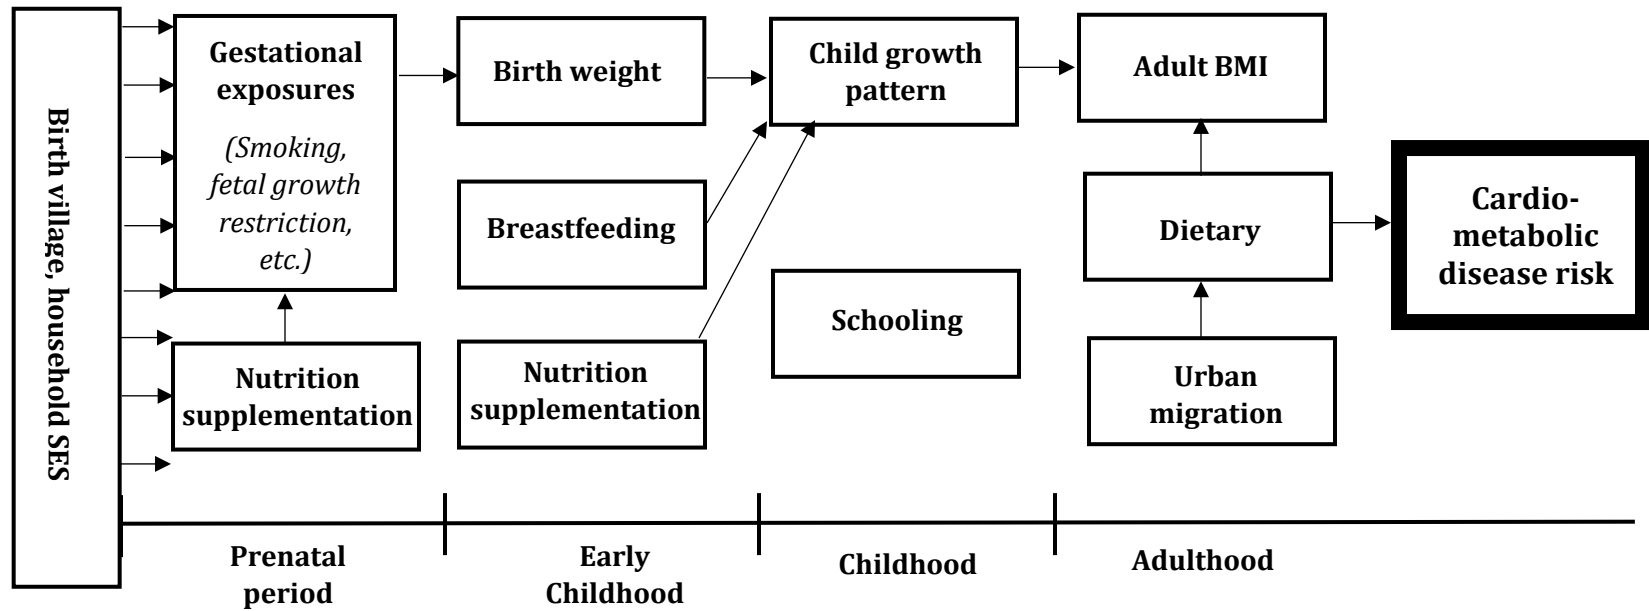 Birth village, household SES
Gestational
exposures
(Smoking,
fetal growth
restriction,
etc.)
Nutrition
supplementation
Birth weight
Breastfeeding
Nutrition
supplementation
Child growth
pattern
Schooling
Adult BMI
Dietary
Urban
migration
Cardio-
metabolic
disease risk
Prenatal
period
Early
Childhood
Childhood
Adulthood